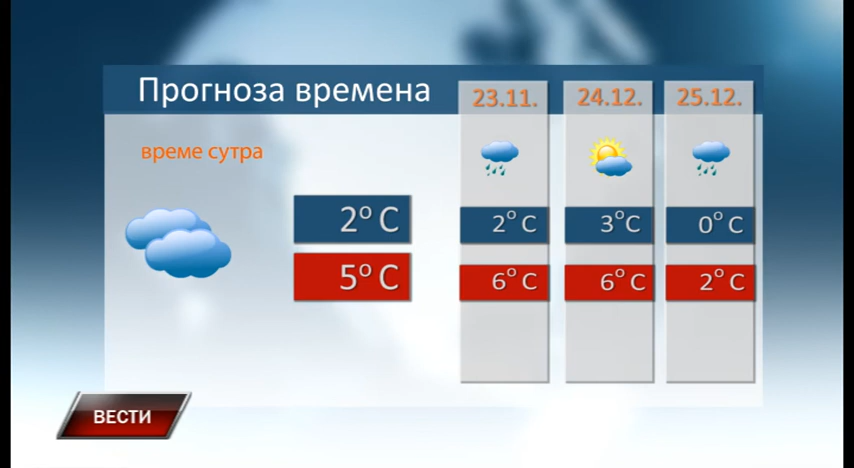 Прогноза времена
време сутра
2° C
5° C
23.11.
2° C
6° C
24.12.
3°C
6° C
25.12.
0° C
2° C
ВЕСТИ